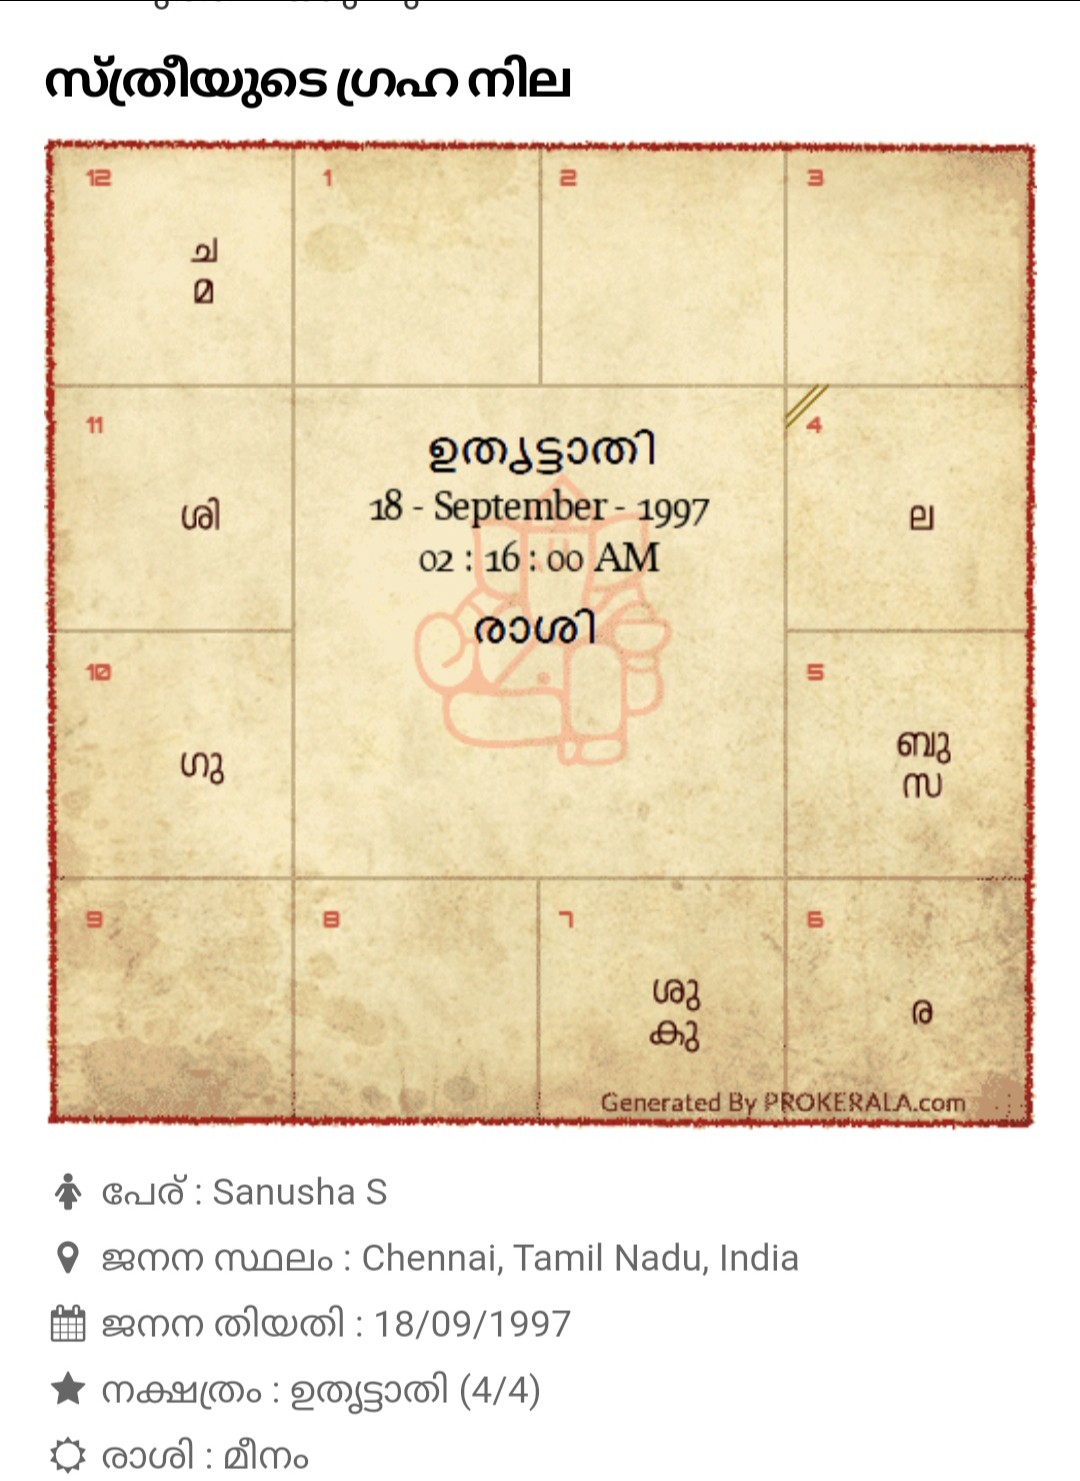 സ്ത്രീയുടെ ഗ്രഹ നില
12
ച
മ
1
2
3
11
ശി
ഉതൃട്ടാതി
18 - September - 1997
02 : 16 : 00 AM
രാശി
4
ല
10
ഗു
5
ബു
സ
9
8
7
ശു
കു
6
ര
Generated By PROKERALA.com
പേര് : Sanusha S
ജനന സ്ഥലം : Chennai, Tamil Nadu, India
ജനന തിയതി : 18/09/1997
നക്ഷത്രം : ഉതൃട്ടാതി (4/4)
രാശി : മീനം